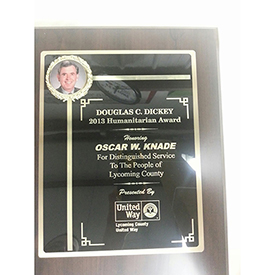 DOUGLAS C. DICKEY
2013 Humanitarian Award
Honoring
OSCAR W. KNADE
For Distinguished Service
To The People of
Lycoming County
Presented By
United
Way
Lycoming County
United Way